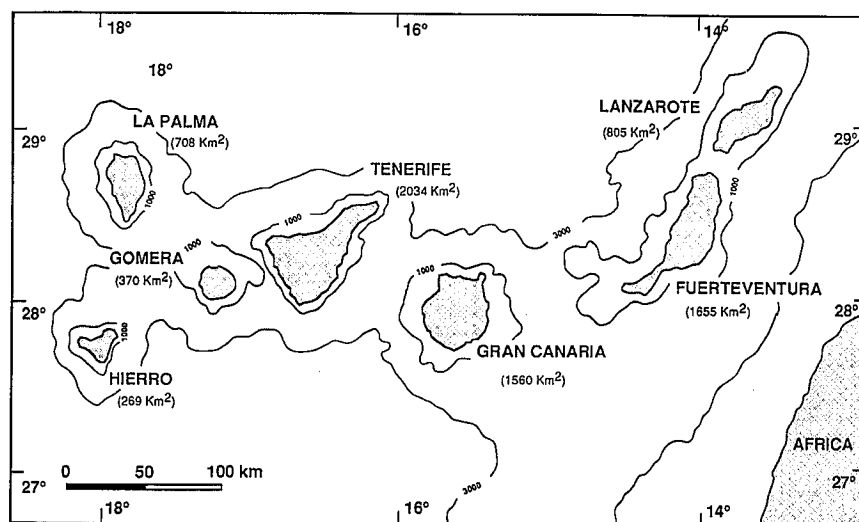 18° 16° 14°
18°
LA PALMA
(708 Km²)
LANZAROTE
(805 Km²)
29° 29°
TENERIFE
(2034 Km²)
1000
1000
1000
3000
1000
GOMERA
(370 Km²)
1000
FUERTEVENTURA
(1655 Km²)
28° 28°
1000
GRAN CANARIA
(1560 Km²)
HIERRO
(269 Km²)
AFRICA
0 50 100 km
27° 27°
3000
18° 16° 14°